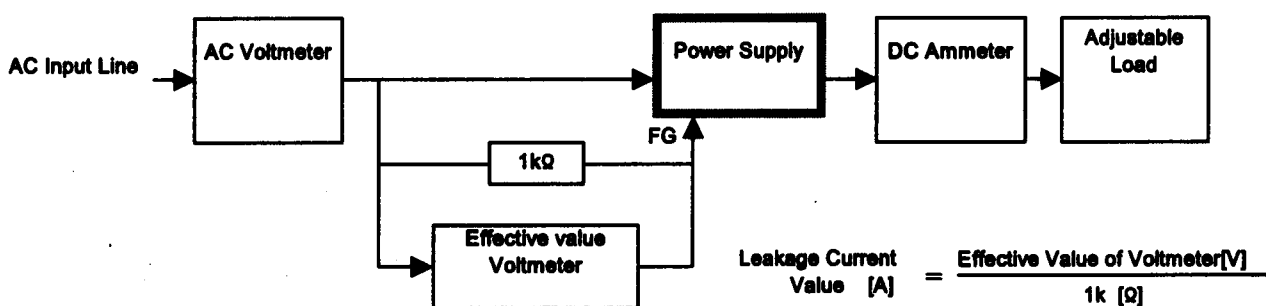 AC Input Line
AC Voltmeter
Power Supply
DC Ammeter
Adjustable
Load
FG
1kΩ
Effective value
Voltmeter
Leakage Current
Value [A]
=
Effective Value of Voltmeter[V]
1k [Ω]